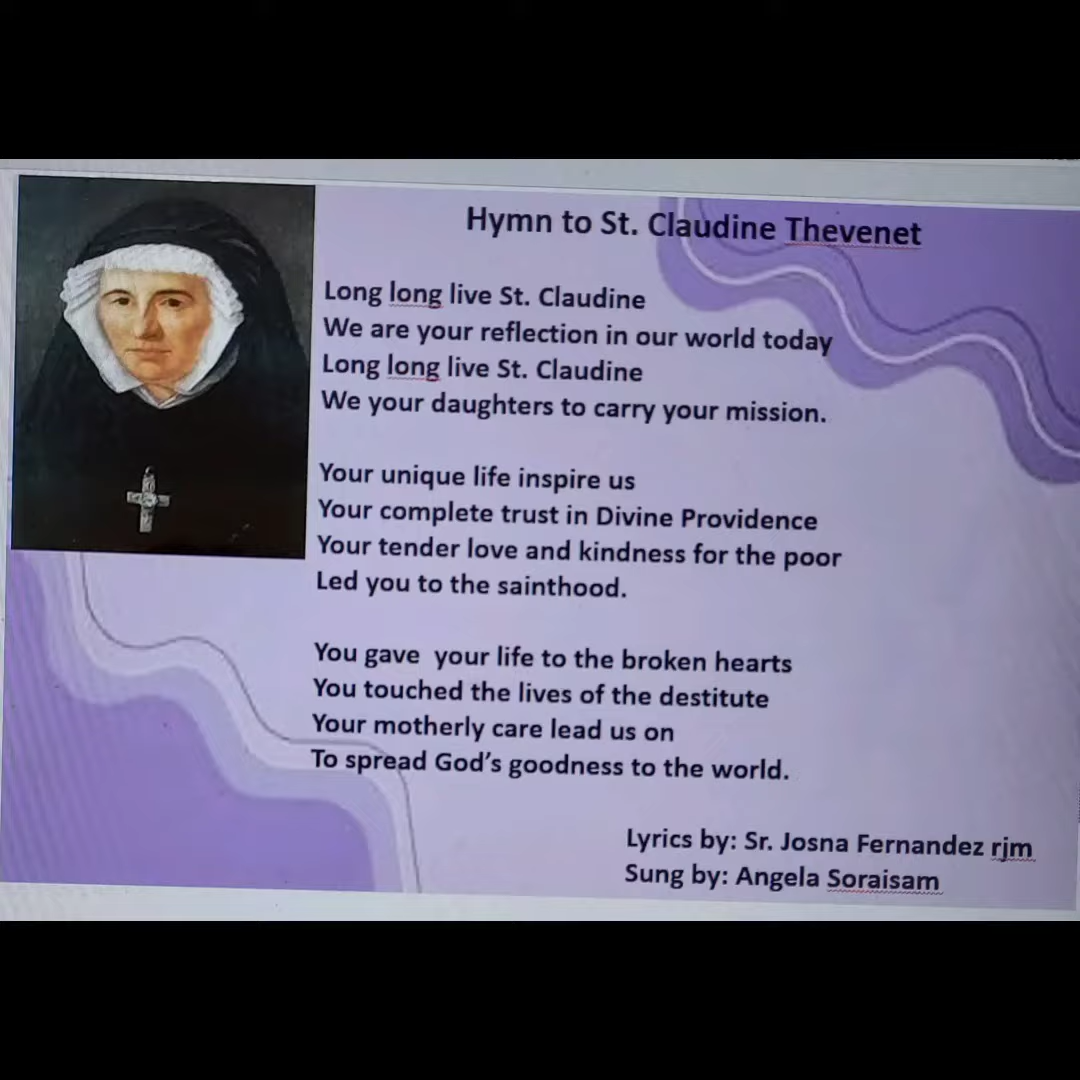 Hymn to St. Claudine Thevenet
Long long live St. Claudine
We are your reflection in our world today
Long long live St. Claudine
We your daughters to carry your mission.
Your unique life inspire us
Your complete trust in Divine Providence
Your tender love and kindness for the poor
Led you to the sainthood.
You gave your life to the broken hearts
You touched the lives of the destitute
Your motherly care lead us on
To spread God's goodness to the world.
Lyrics by: Sr. Josna Fernandez rjm
Sung by: Angela Soraisam